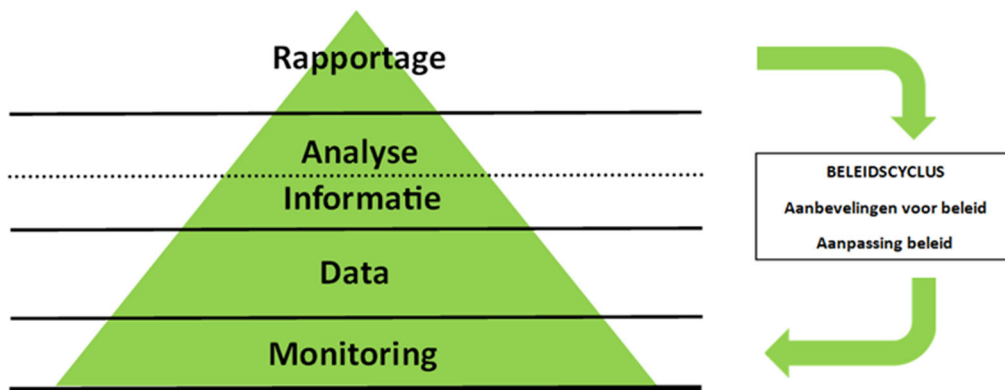 Rapportage
Analyse
Informatie
Data
Monitoring
BELEIDSCYCLUS
Aanbevelingen voor beleid
Aanpassing beleid